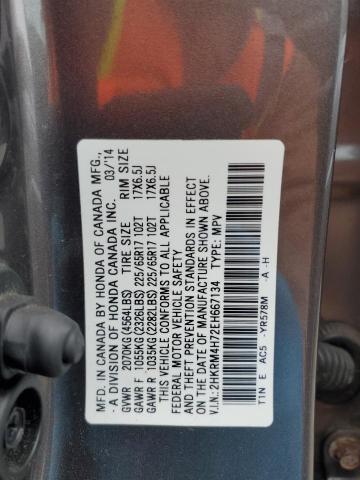 MFD. IN CANADA BY HONDA OF CANADA MFG.,
-A DIVISION OF HONDA CANADA INC. 03/'14
GVWR 2070KG(4564LBS) TIRE SIZE RIM SIZE
GAWR F 1055KG(2326LBS)225/65R17 102T 17X6.5J
GAWR R 1035KG(2282LBS)225/65R17 102T 17X6.5J
THIS VEHICLE CONFORMS TO ALL APPLICABLE
FEDERAL MOTOR VEHICLE SAFETY
AND THEFT PREVENTION STANDARDS IN EFFECT
ON THE DATE OF MANUFACTURE SHOWN ABOVE.
V.I.N:2HKRM4H72EH667134 TYPE: MPV
T1N E AC5 -YR578M -A -H